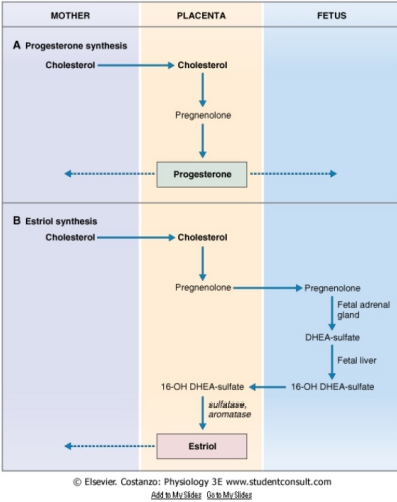 MOTHER PLACENTA FETUS
A Progesterone synthesis
Cholesterol Cholesterol
Pregnenolone
Progesterone
B Estriol synthesis
Cholesterol Cholesterol
Pregnenolone Pregnenolone
Fetal adrenal
gland
DHEA-sulfate
Fetal liver
16-OH DHEA-sulfate 16-OH DHEA-sulfate
sulfatase,
aromatase
Estriol
© Elsevier. Costanzo: Physiology 3E www.studentconsult.com
Add to My Slides Go to My Slides